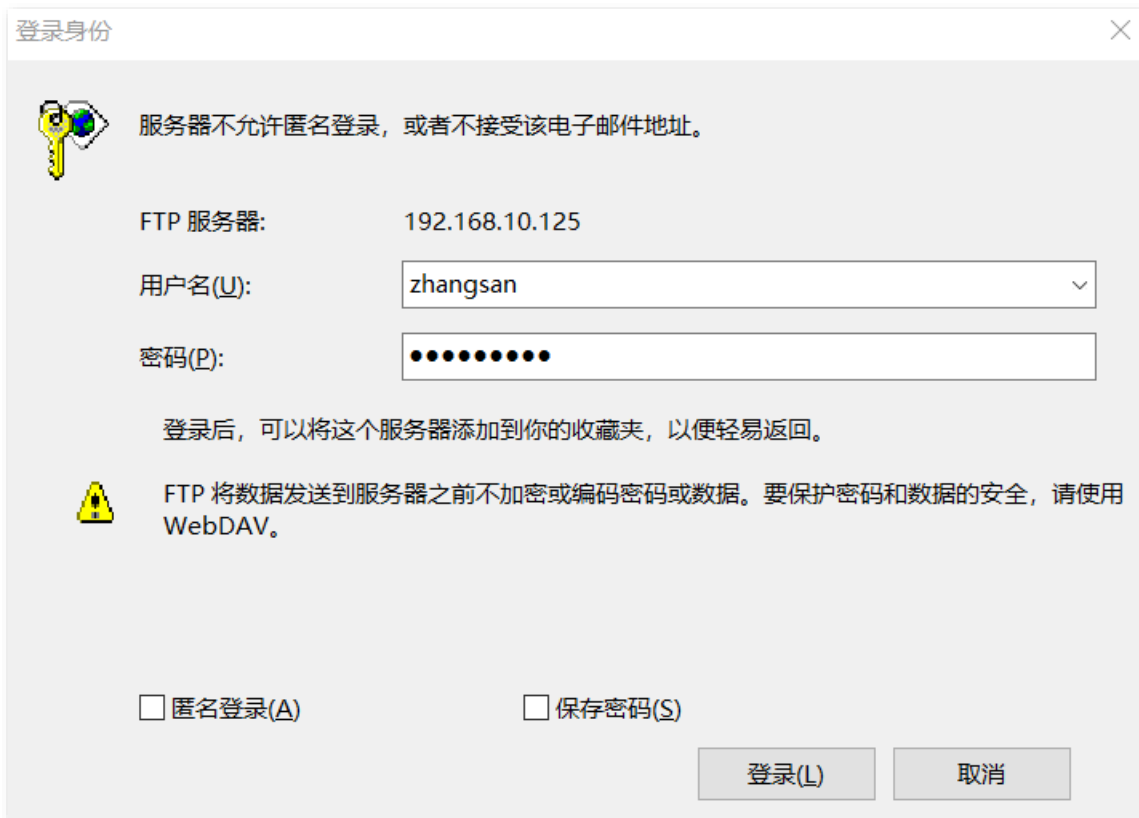 登录身份
服务器不允许匿名登录，或者不接受该电子邮件地址。
FTP 服务器: 192.168.10.125
用户名(U): zhangsan
密码(P): ●●●●●●●●●
登录后，可以将这个服务器添加到你的收藏夹，以便轻易返回。
FTP 将数据发送到服务器之前不加密或编码密码或数据。要保护密码和数据的安全，请使用
WebDAV。
匿名登录(A) 保存密码(S)
登录(L) 取消